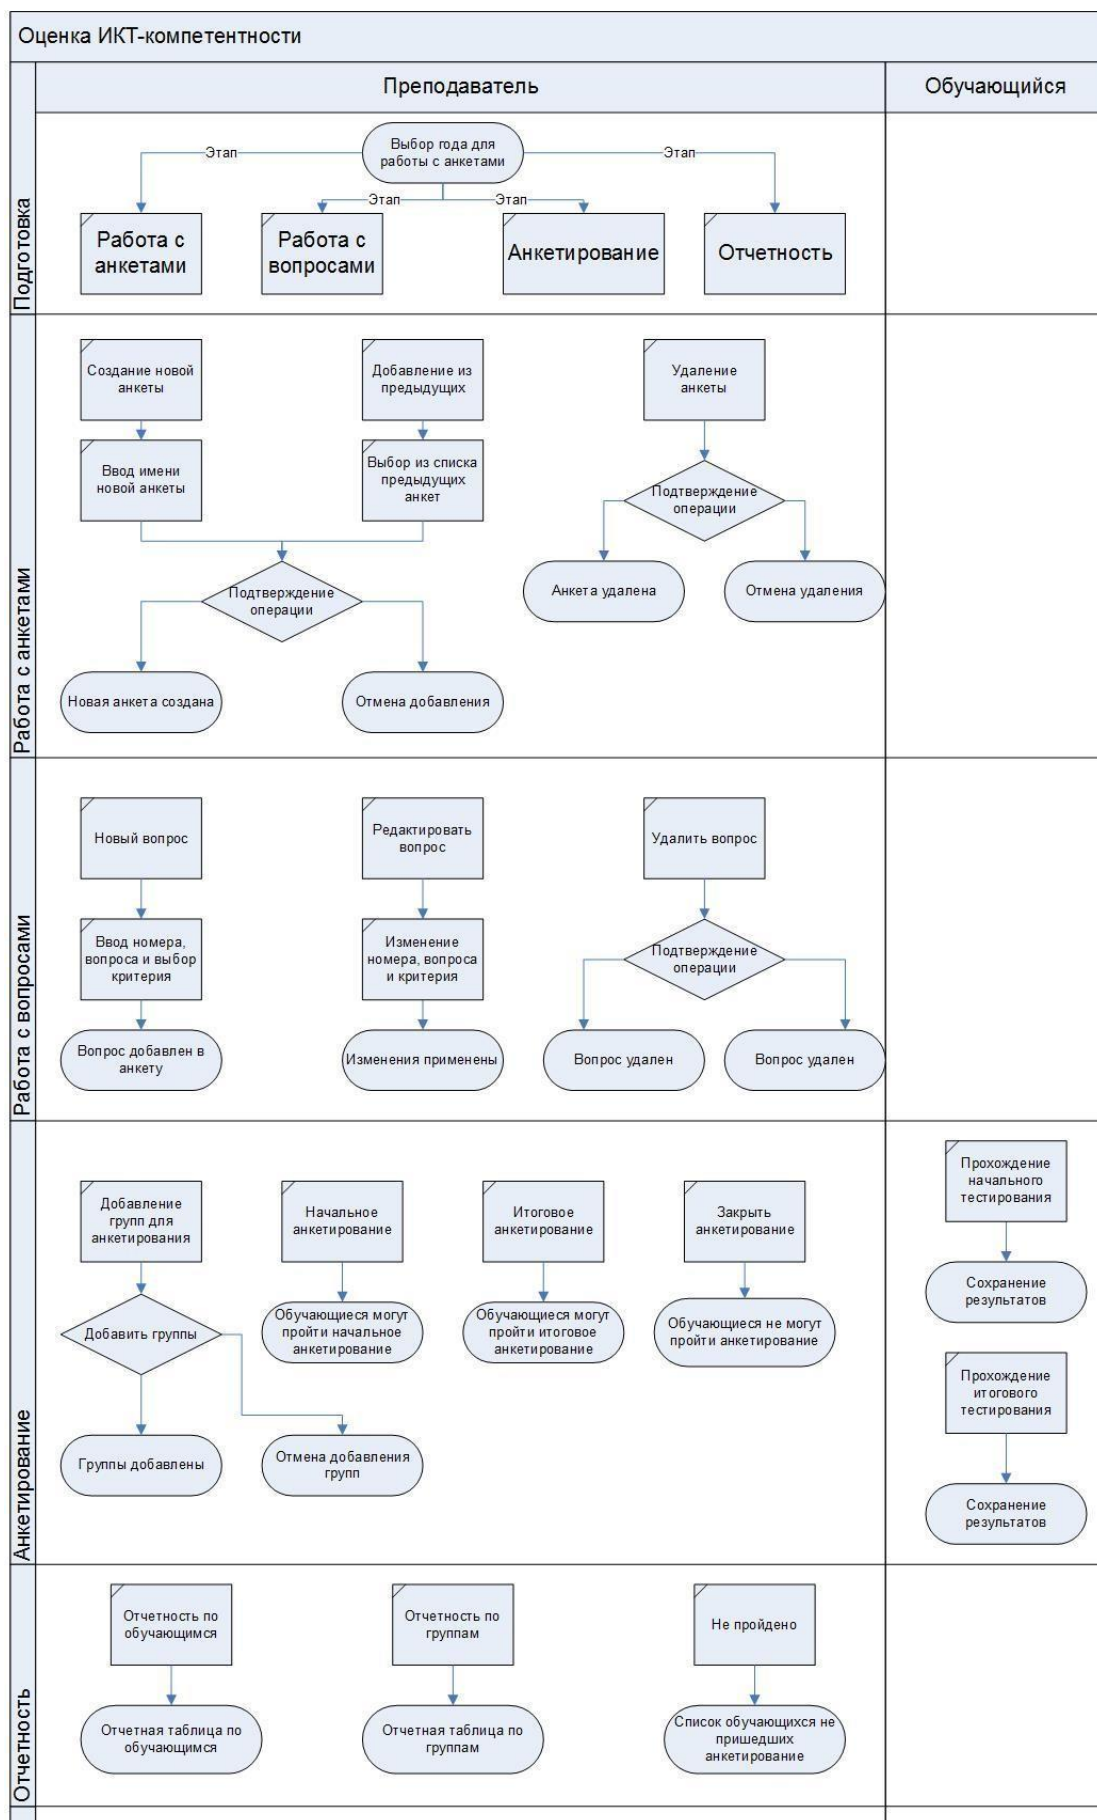 Оценка ИКТ-компетентности
Преподаватель
Обучающийся
Подготовка
Выбор года для
работы с анкетами
Этап
Этап
Этап
Этап
Работа с
анкетами
Работа с
вопросами
Анкетирование
Отчетность
Работа с анкетами
Создание новой
анкеты
Добавление из
предыдущих
Удаление
анкеты
Ввод имени
новой анкеты
Выбор из списка
предыдущих
анкет
Подтверждение
операции
Анкета удалена
Отмена удаления
Подтверждение
операции
Новая анкета создана
Отмена добавления
Работа с вопросами
Новый вопрос
Редактировать
вопрос
Удалить вопрос
Ввод номера,
вопроса и выбор
критерия
Изменение
номера, вопроса
и критерия
Подтверждение
операции
Вопрос добавлен в
анкету
Изменения применены
Вопрос удален
Вопрос удален
Анкетирование
Добавление
групп для
анкетирования
Начальное
анкетирование
Итоговое
анкетирование
Закрыть
анкетирование
Прохождение
начального
тестирования
Добавить группы
Обучающиеся могут
пройти начальное
анкетирование
Обучающиеся могут
пройти итоговое
анкетирование
Обучающиеся не могут
пройти анкетирование
Сохранение
результатов
Прохождение
итогового
тестирования
Группы добавлены
Отмена добавления
групп
Сохранение
результатов
Отчетность
Отчетность по
обучающимся
Отчетность по
группам
Не пройдено
Отчетная таблица по
обучающимся
Отчетная таблица по
группам
Список обучающихся не
пришедших
анкетирование